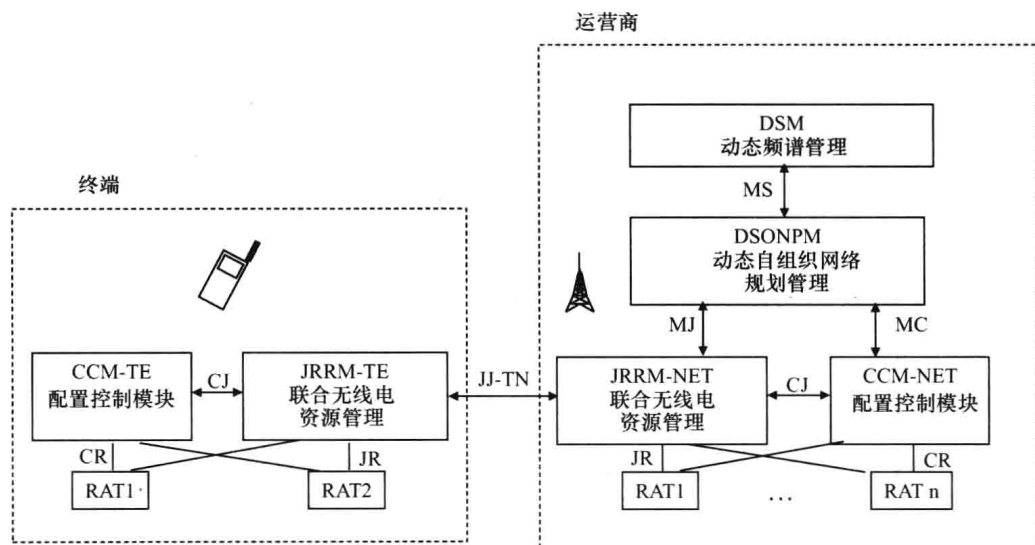 运营商
DSM
动态频谱管理
MS
终端
DSONPM
动态自组织网络
规划管理
MJ
MC
CCM-TE
配置控制模块
CJ
JRRM-TE
联合无线电
资源管理
JJ-TN
JRRM-NET
联合无线电
资源管理
CJ
CCM-NET
配置控制模块
CR
JR
JR
CR
RAT1
RAT2
RAT1
…
RAT n